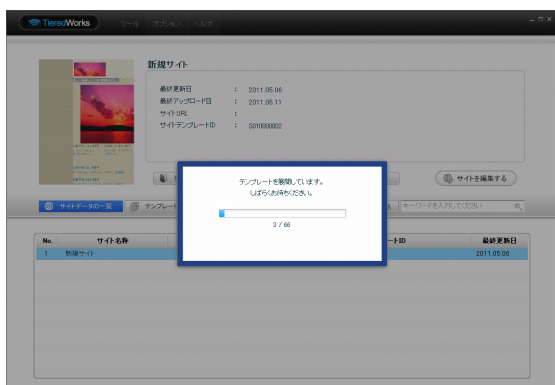 TieredWorks ツール オプション ヘルプ
新規サイト
最終更新日 : 2011.05.06
最終アップロード日 : 2011.05.11
サイトURL :
サイトテンプレートID : S010000002
テンプレートを展開しています。
しばらくお待ちください。
3 / 66
サイトを編集する
サイトデータの一覧 テンプレート キーワードを入力してください
No. サイト名称 ートID 最終更新日
1 新規サイト 2011.05.06